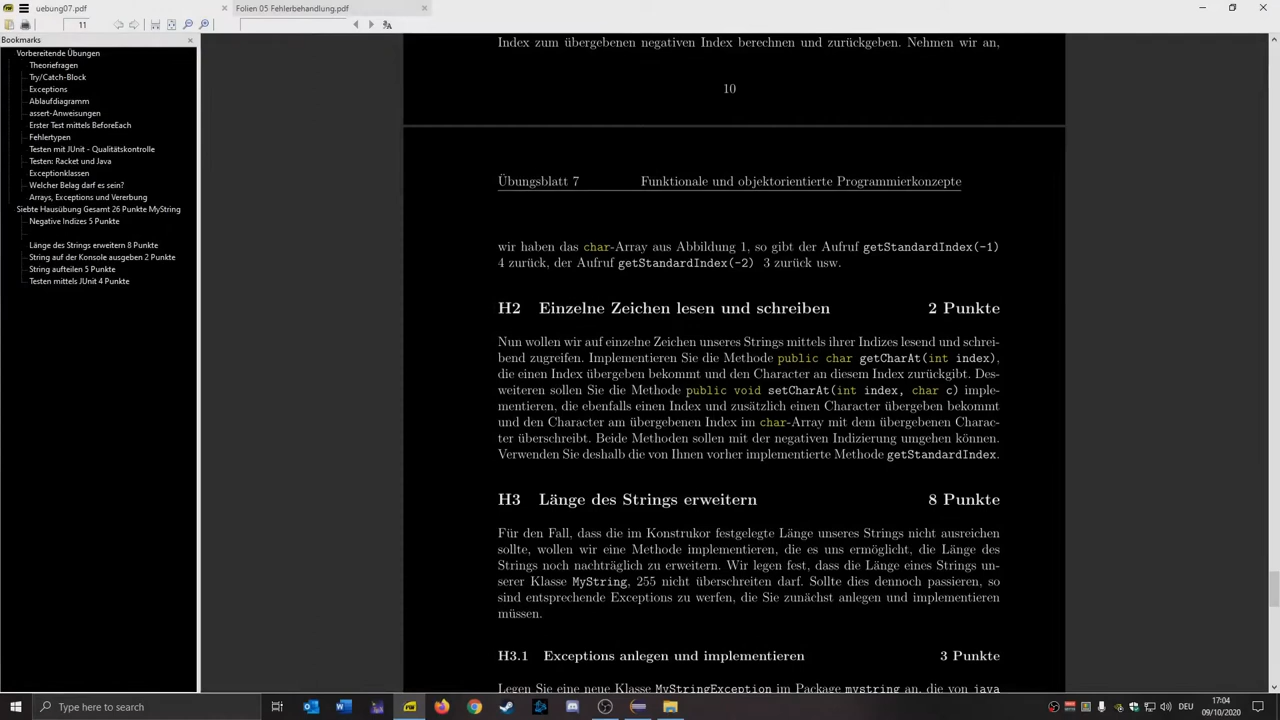 uebung07.pdf
Folien 05 Fehlerbehandlung.pdf
11
Bookmarks
Vorbereitende Übungen
Theoriefragen
Try/Catch-Block
Exceptions
Ablaufdiagramm
assert-Anweisungen
Erster Test mittels BeforeEach
Fehlertypen
Testen mit JUnit - Qualitätskontrolle
Testen: Racket und Java
Exceptionklassen
Welcher Belag darf es sein?
Arrays, Exceptions und Vererbung
Siebte Hausübung Gesamt 26 Punkte MyString
Negative Indizes 5 Punkte
Länge des Strings erweitern 8 Punkte
String auf der Konsole ausgeben 2 Punkte
String aufteilen 5 Punkte
Testen mittels JUnit 4 Punkte
Index zum übergebenen negativen Index berechnen und zurückgeben. Nehmen wir an,
10
Übungsblatt 7 Funktionale und objektorientierte Programmierkonzepte
wir haben das char-Array aus Abbildung 1, so gibt der Aufruf getStandardIndex(-1)
4 zurück, der Aufruf getStandardIndex(-2) 3 zurück usw.
H2 Einzelne Zeichen lesen und schreiben 2 Punkte
Nun wollen wir auf einzelne Zeichen unseres Strings mittels ihrer Indizes lesend und schrei-
bend zugreifen. Implementieren Sie die Methode public char getCharAt(int index),
die einen Index übergeben bekommt und den Character an diesem Index zurückgibt. Des-
weiteren sollen Sie die Methode public void setCharAt(int index, char c) imple-
mentieren, die ebenfalls einen Index und zusätzlich einen Character übergeben bekommt
und den Character am übergebenen Index im char-Array mit dem übergebenen Charac-
ter überschreibt. Beide Methoden sollen mit der negativen Indizierung umgehen können.
Verwenden Sie deshalb die von Ihnen vorher implementierte Methode getStandardIndex.
H3 Länge des Strings erweitern 8 Punkte
Für den Fall, dass die im Konstrukor festgelegte Länge unseres Strings nicht ausreichen
sollte, wollen wir eine Methode implementieren, die es uns ermöglicht, die Länge des
Strings noch nachträglich zu erweitern. Wir legen fest, dass die Länge eines Strings un-
serer Klasse MyString, 255 nicht überschreiten darf. Sollte dies dennoch passieren, so
sind entsprechende Exceptions zu werfen, die Sie zunächst anlegen und implementieren
müssen.
H3.1 Exceptions anlegen und implementieren 3 Punkte
Legen Sie eine neue Klasse MyStringException im Package mystring an, die von java
Type here to search
DEU
17:04
09/10/2020